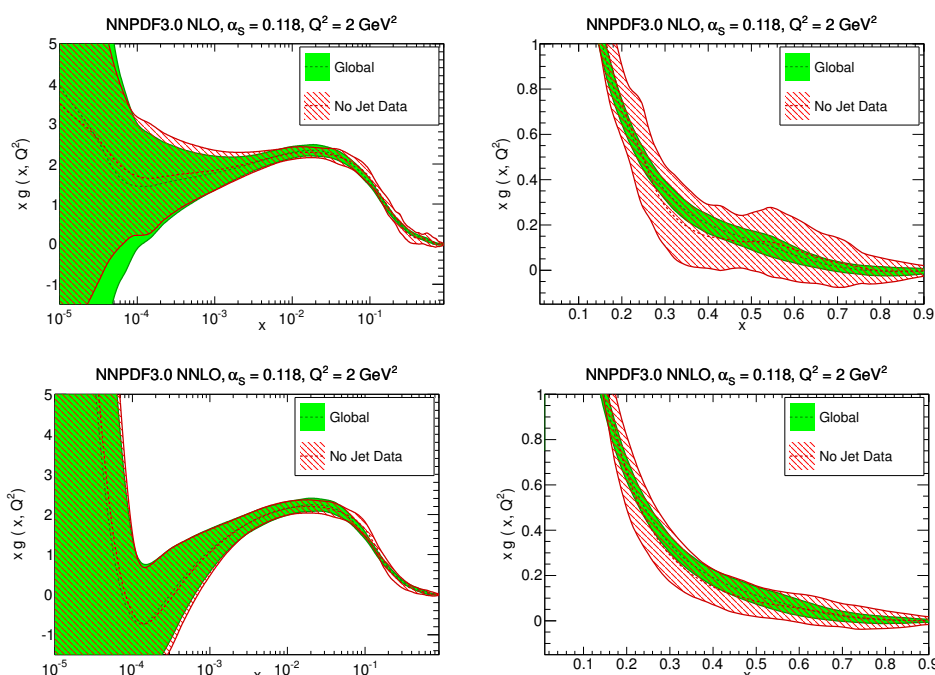 NNPDF3.0 NLO, α_S = 0.118, Q² = 2 GeV²
x g ( x, Q²)
5
4
3
2
1
0
-1
Global
No Jet Data
10⁻⁵ 10⁻⁴ 10⁻³ 10⁻² 10⁻¹
x
NNPDF3.0 NLO, α_S = 0.118, Q² = 2 GeV²
x g ( x, Q²)
1
0.8
0.6
0.4
0.2
0
Global
No Jet Data
0.1 0.2 0.3 0.4 0.5 0.6 0.7 0.8 0.9
x
NNPDF3.0 NNLO, α_S = 0.118, Q² = 2 GeV²
x g ( x, Q²)
5
4
3
2
1
0
-1
Global
No Jet Data
10⁻⁵ 10⁻⁴ 10⁻³ 10⁻² 10⁻¹
x
NNPDF3.0 NNLO, α_S = 0.118, Q² = 2 GeV²
x g ( x, Q²)
1
0.8
0.6
0.4
0.2
0
Global
No Jet Data
0.1 0.2 0.3 0.4 0.5 0.6 0.7 0.8 0.9
x